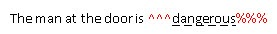 The man at the door is ^^^dangerous%%%